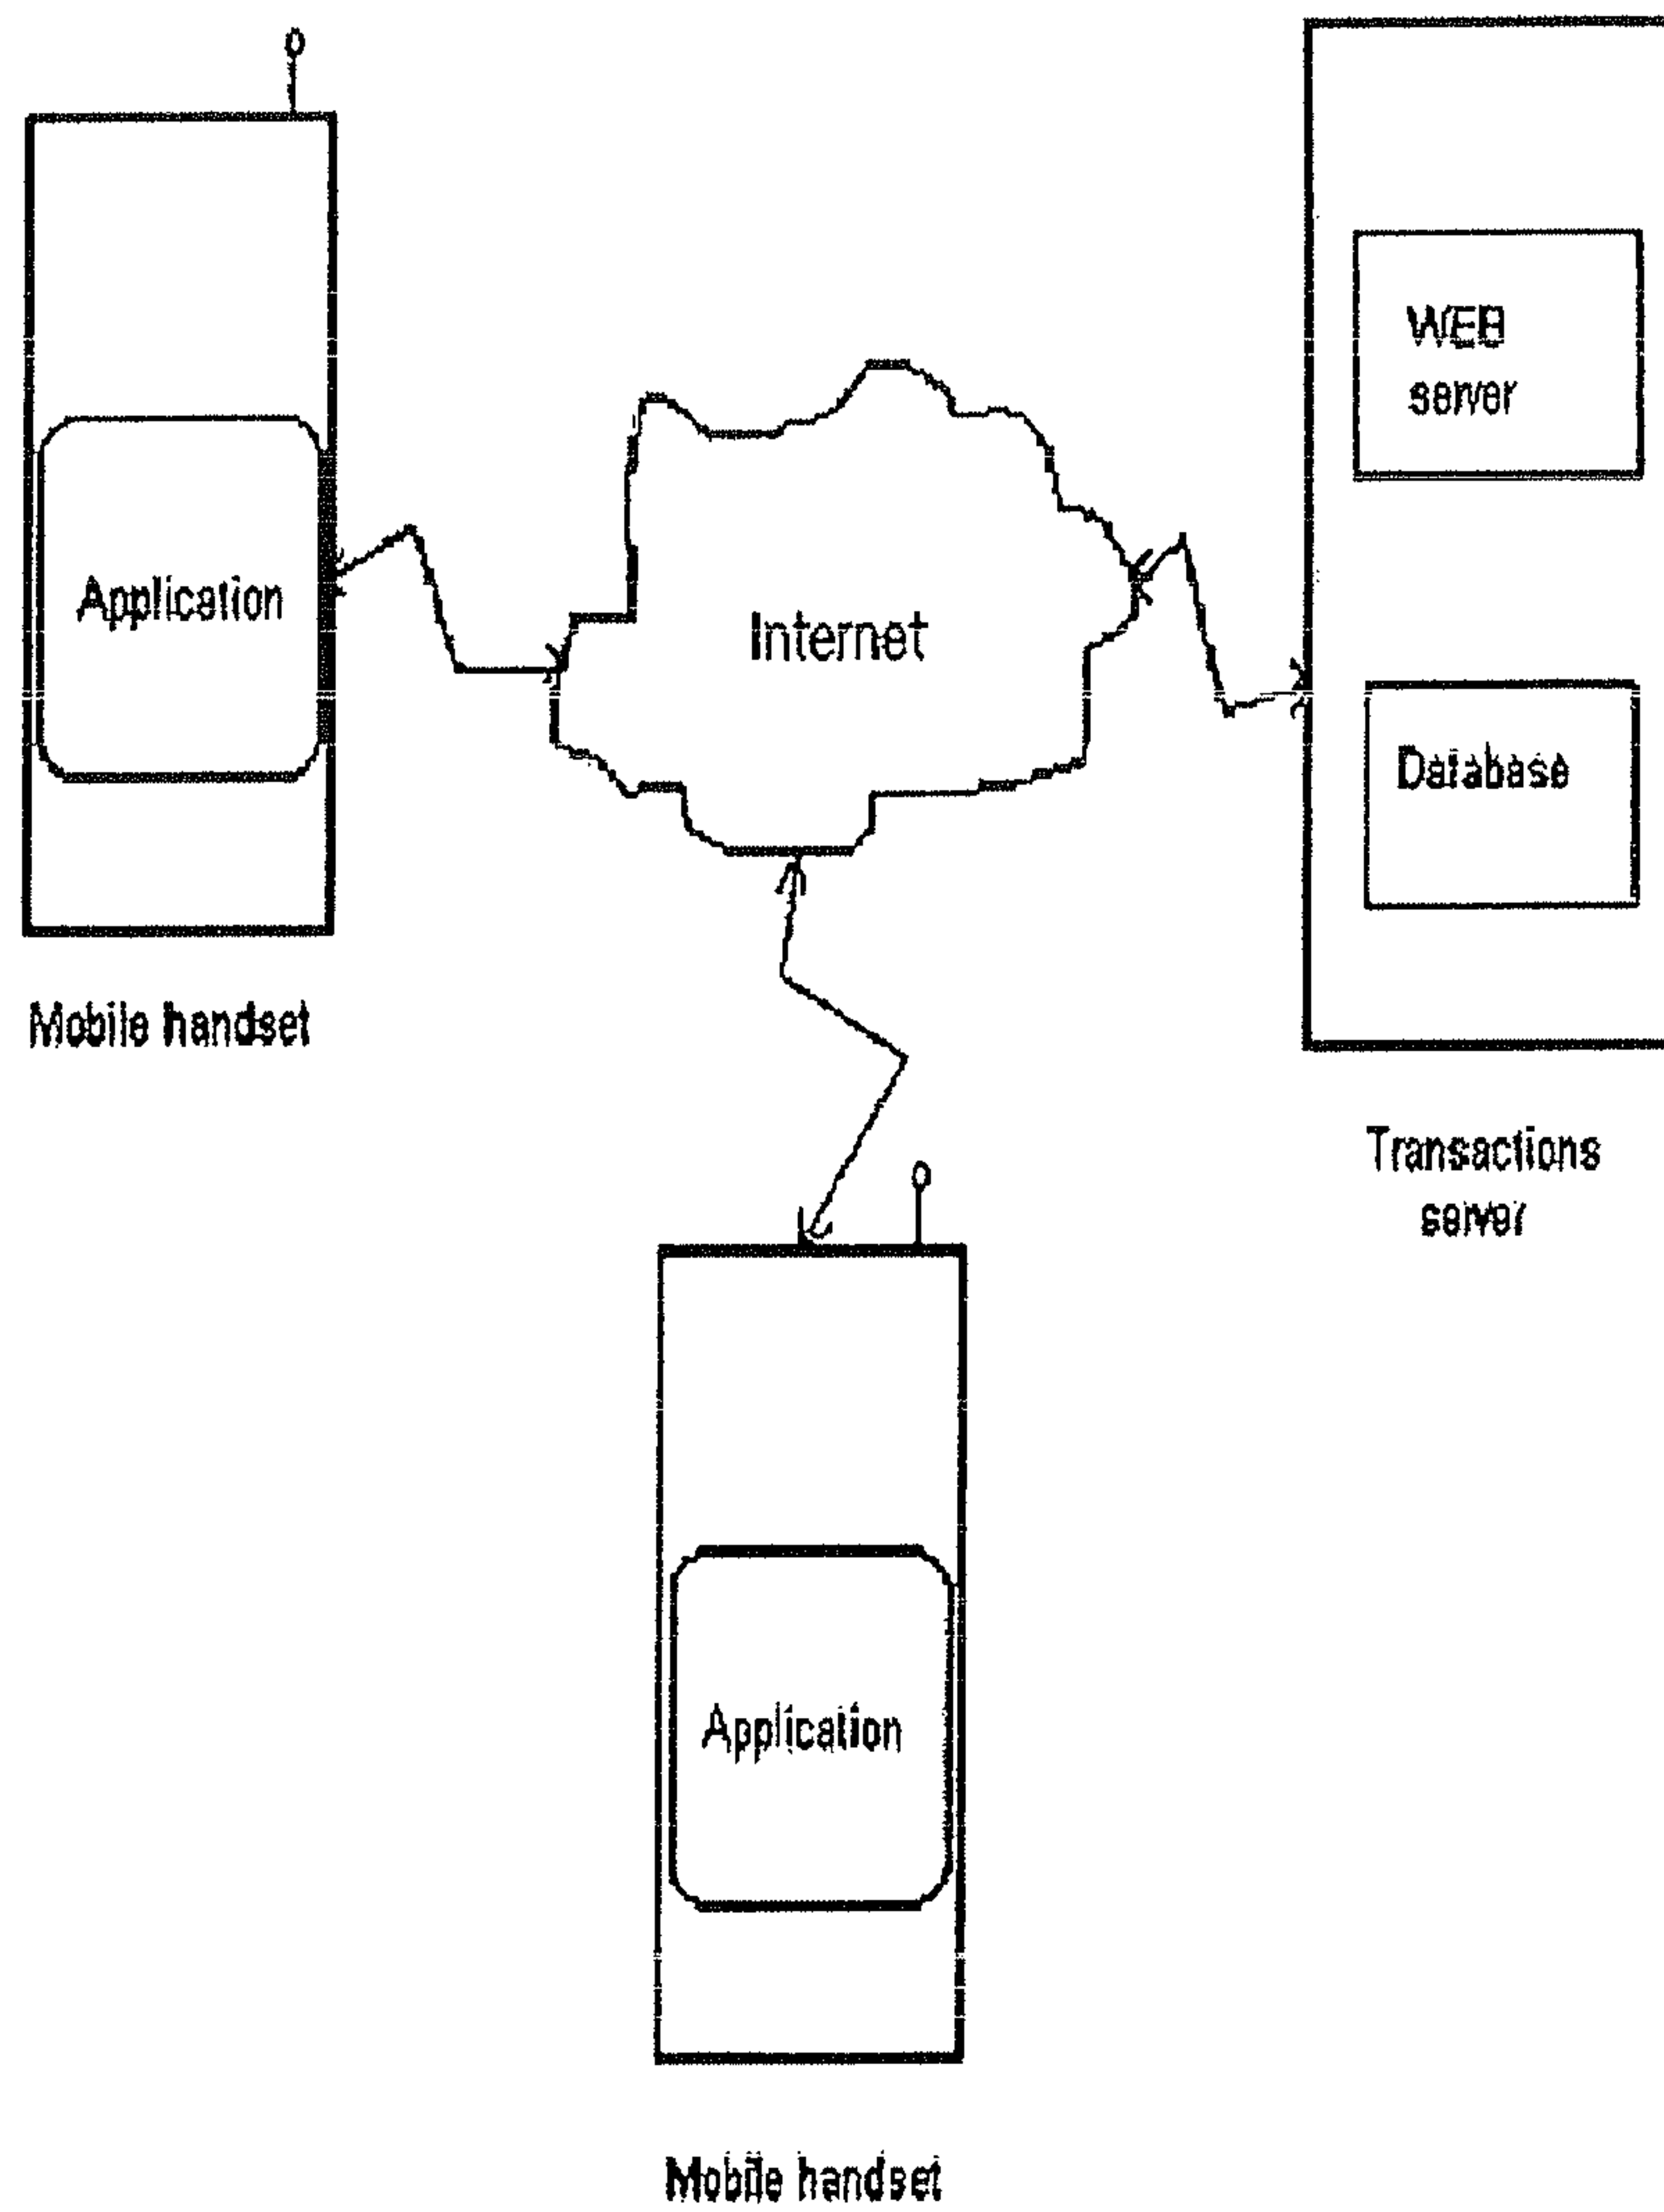 WEB
server
Application
Internet
Database
Mobile handset
Transactions
server
Application
Mobile handset